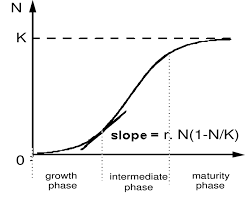 N
K
slope = r. N(1-N/K)
0
growth phase
intermediate phase
maturity phase